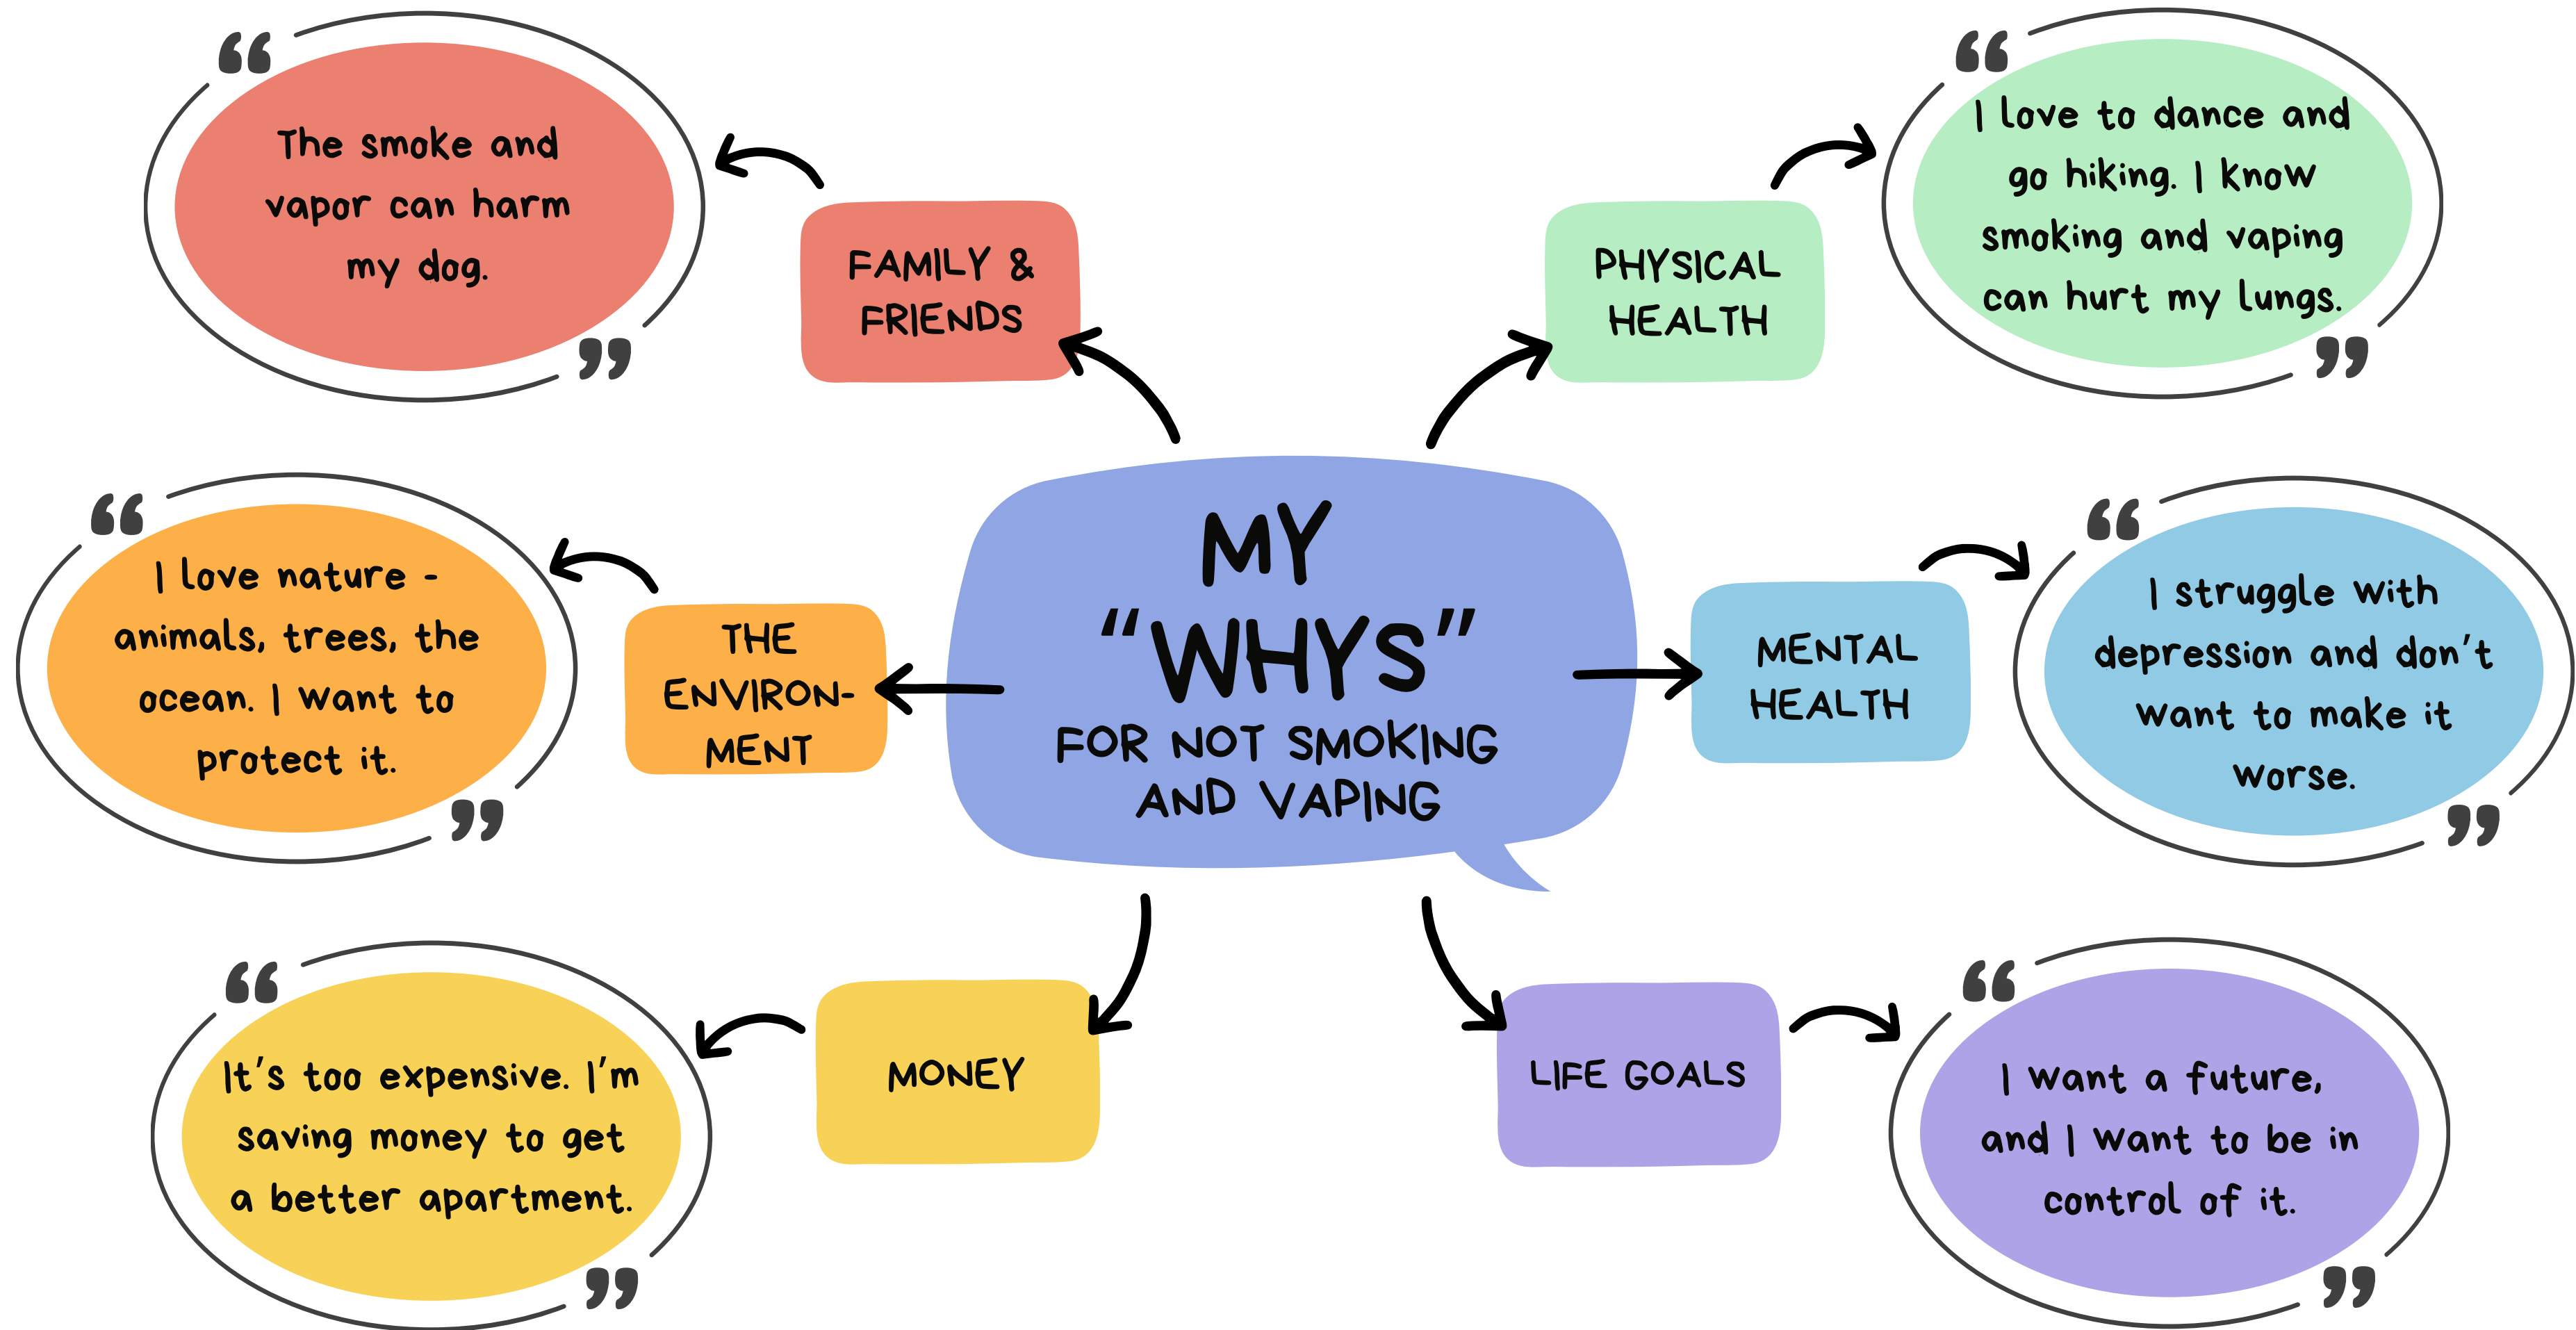 MY
“WHYS”
FOR NOT SMOKING
AND VAPING
FAMILY &
FRIENDS
“
The smoke and
vapor can harm
my dog.
”
PHYSICAL
HEALTH
“
I love to dance and
go hiking. I know
smoking and vaping
can hurt my lungs.
”
THE
ENVIRON-
MENT
“
I love nature -
animals, trees, the
ocean. I want to
protect it.
”
MENTAL
HEALTH
“
I struggle with
depression and don't
want to make it
worse.
”
MONEY
“
It's too expensive. I'm
saving money to get
a better apartment.
”
LIFE GOALS
“
I want a future,
and I want to be in
control of it.
”